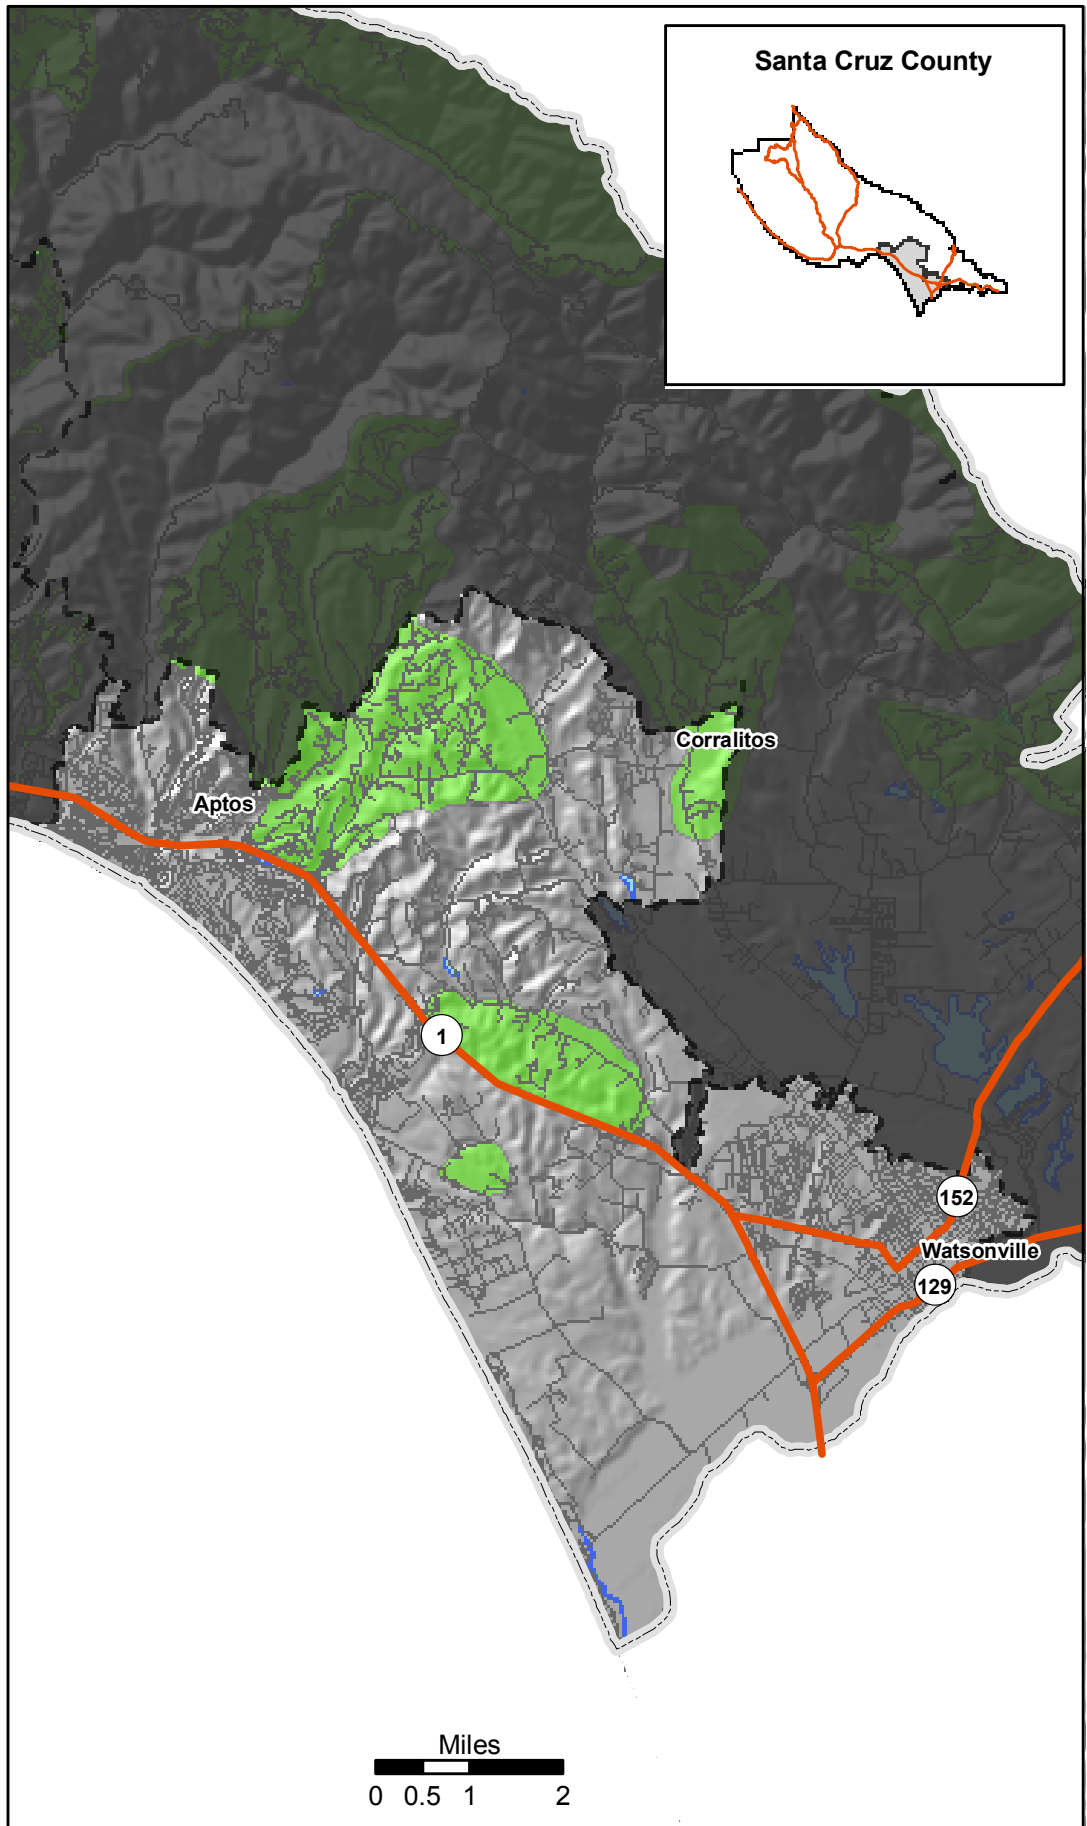 Santa Cruz County
Corralitos
Aptos
1
152
Watsonville
129
Miles
0 0.5 1 2